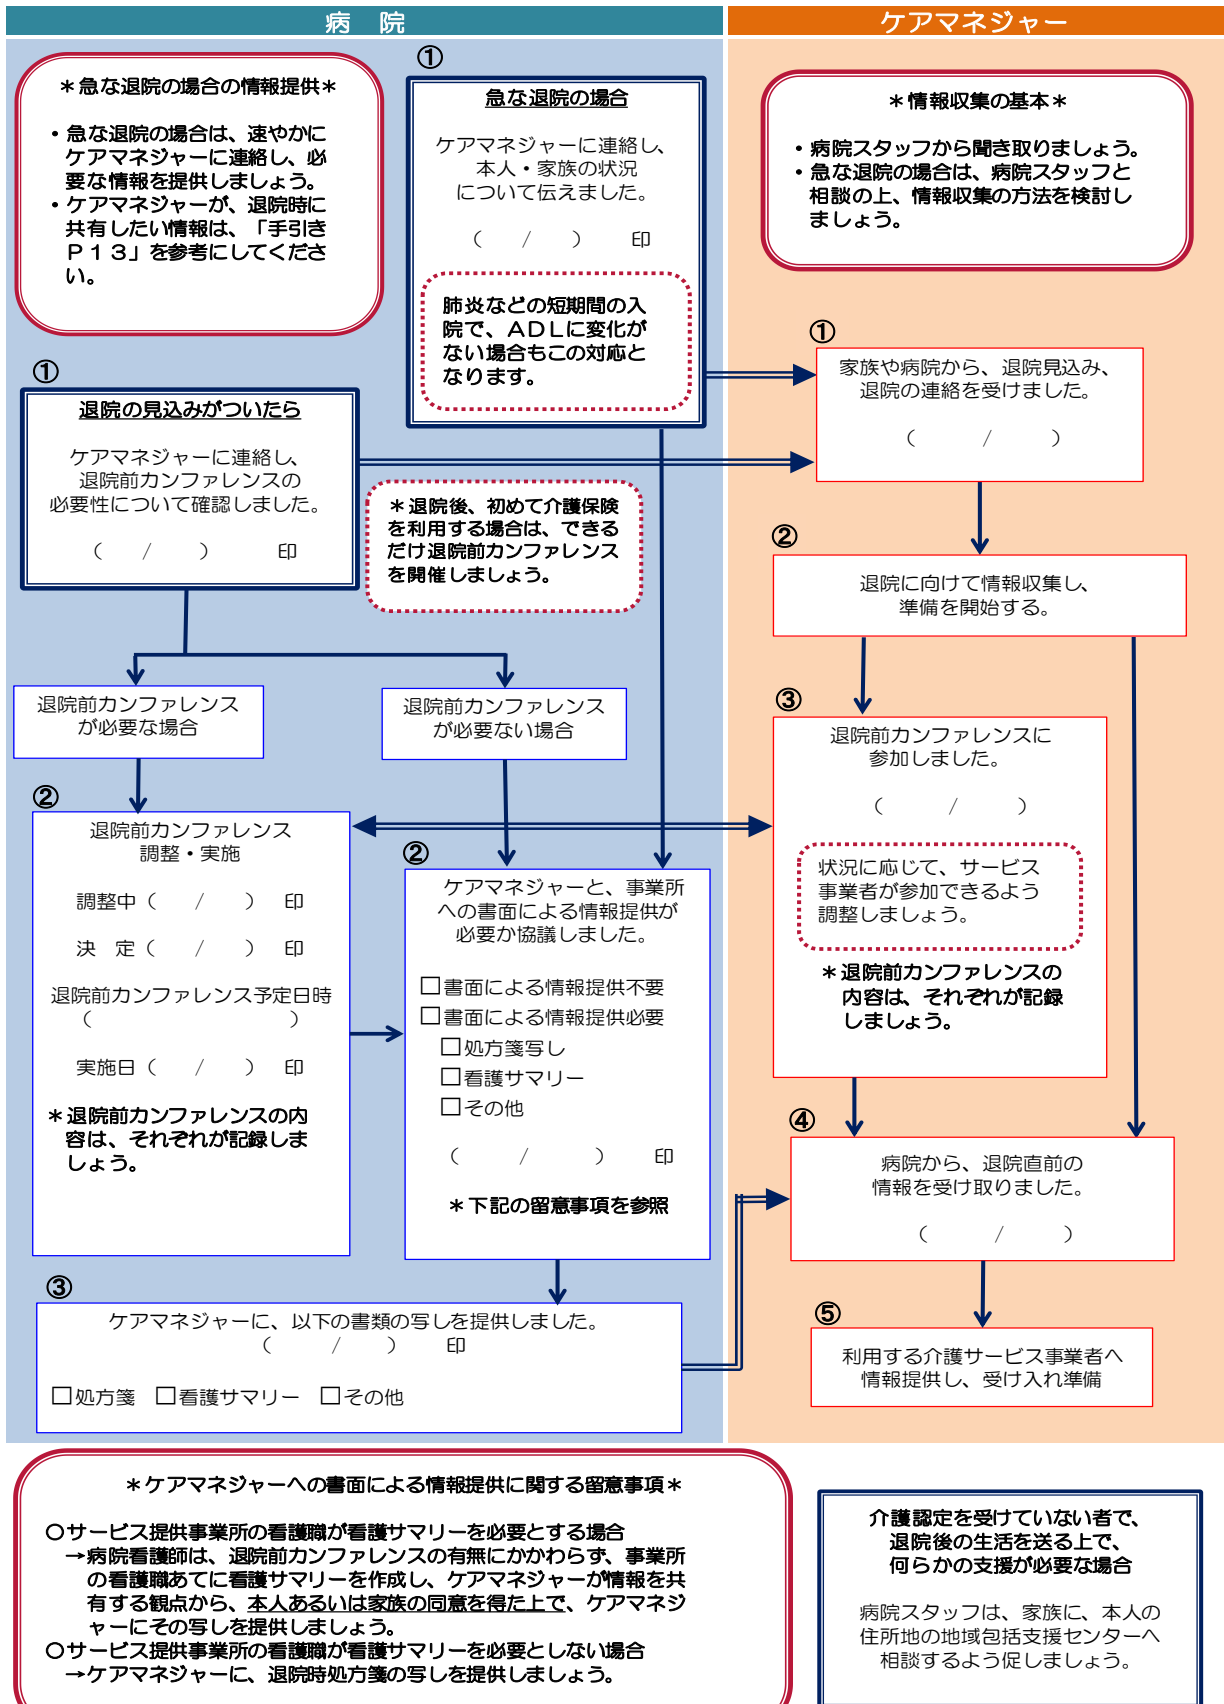 病　院
ケアマネジャー
＊急な退院の場合の情報提供＊
・急な退院の場合は、速やかに
ケアマネジャーに連絡し、必
要な情報を提供しましょう。
・ケアマネジャーが、退院時に
共有したい情報は、「手引き
Ｐ１３」を参考にしてくださ
い。
①
急な退院の場合
ケアマネジャーに連絡し、
本人・家族の状況
について伝えました。
（　／　）　印
肺炎などの短期間の入
院で、ＡＤＬに変化が
ない場合もこの対応と
なります。
＊情報収集の基本＊
・病院スタッフから聞き取りましょう。
・急な退院の場合は、病院スタッフと
相談の上、情報収集の方法を検討し
ましょう。
①
退院の見込みがついたら
ケアマネジャーに連絡し、
退院前カンファレンスの
必要性について確認しました。
（　／　）　印
＊退院後、初めて介護保険
を利用する場合は、できる
だけ退院前カンファレンス
を開催しましょう。
①
家族や病院から、退院見込み、
退院の連絡を受けました。
（　／　）
②
退院に向けて情報収集し、
準備を開始する。
退院前カンファレンス
が必要な場合
退院前カンファレンス
が必要ない場合
②
退院前カンファレンス
調整・実施
調整中（　／　）　印
決　定（　／　）　印
退院前カンファレンス予定日時
（　　　　　　）
実施日（　／　）　印
＊退院前カンファレンスの内
容は、それぞれが記録しま
しょう。
②
ケアマネジャーと、事業所
への書面による情報提供が
必要か協議しました。
□書面による情報提供不要
□書面による情報提供必要
□処方箋写し
□看護サマリー
□その他
（　／　）　印
＊下記の留意事項を参照
③
退院前カンファレンスに
参加しました。
（　／　）
状況に応じて、サービス
事業者が参加できるよう
調整しましょう。
＊退院前カンファレンスの
内容は、それぞれが記録
しましょう。
④
病院から、退院直前の
情報を受け取りました。
（　／　）
③
ケアマネジャーに、以下の書類の写しを提供しました。
（　／　）　印
□処方箋　□看護サマリー　□その他
⑤
利用する介護サービス事業者へ
情報提供し、受け入れ準備
＊ケアマネジャーへの書面による情報提供に関する留意事項＊
○サービス提供事業所の看護職が看護サマリーを必要とする場合
→病院看護師は、退院前カンファレンスの有無にかかわらず、事業所
の看護職あてに看護サマリーを作成し、ケアマネジャーが情報を共
有する観点から、本人あるいは家族の同意を得た上で、ケアマネジ
ャーにその写しを提供しましょう。
○サービス提供事業所の看護職が看護サマリーを必要としない場合
→ケアマネジャーに、退院時処方箋の写しを提供しましょう。
介護認定を受けていない者で、
退院後の生活を送る上で、
何らかの支援が必要な場合
病院スタッフは、家族に、本人の
住所地の地域包括支援センターへ
相談するよう促しましょう。